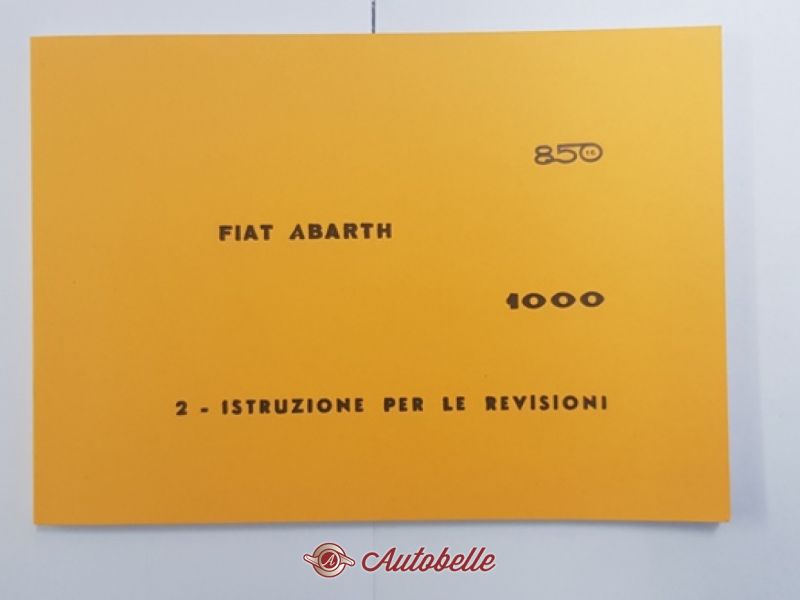 850
FIAT ABARTH
1000
2 - ISTRUZIONE PER LE REVISIONI
Autobelle